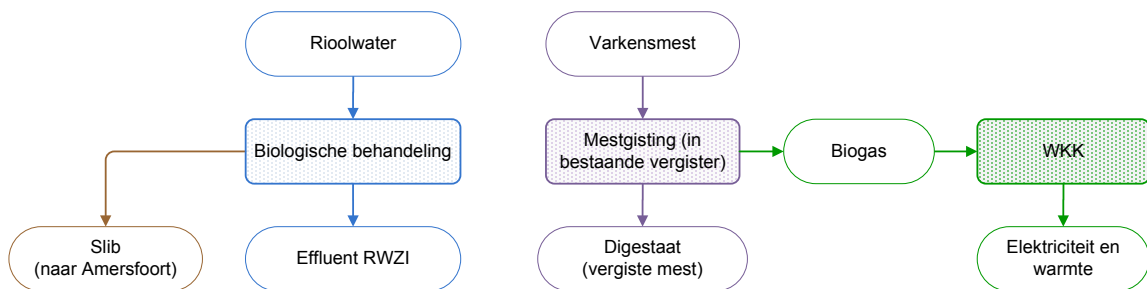 Rioolwater
Varkensmest
Biologische behandeling
Mestgisting (in
bestaande vergister)
Biogas
WKK
Slib
(naar Amersfoort)
Effluent RWZI
Digestaat
(vergiste mest)
Elektriciteit en
warmte